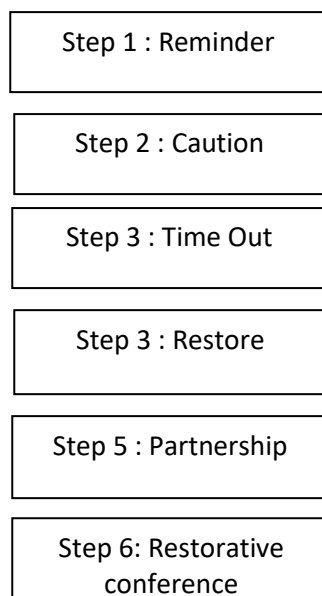 Step 1 : Reminder
Step 2 : Caution
Step 3 : Time Out
Step 3 : Restore
Step 5 : Partnership
Step 6: Restorative
conference